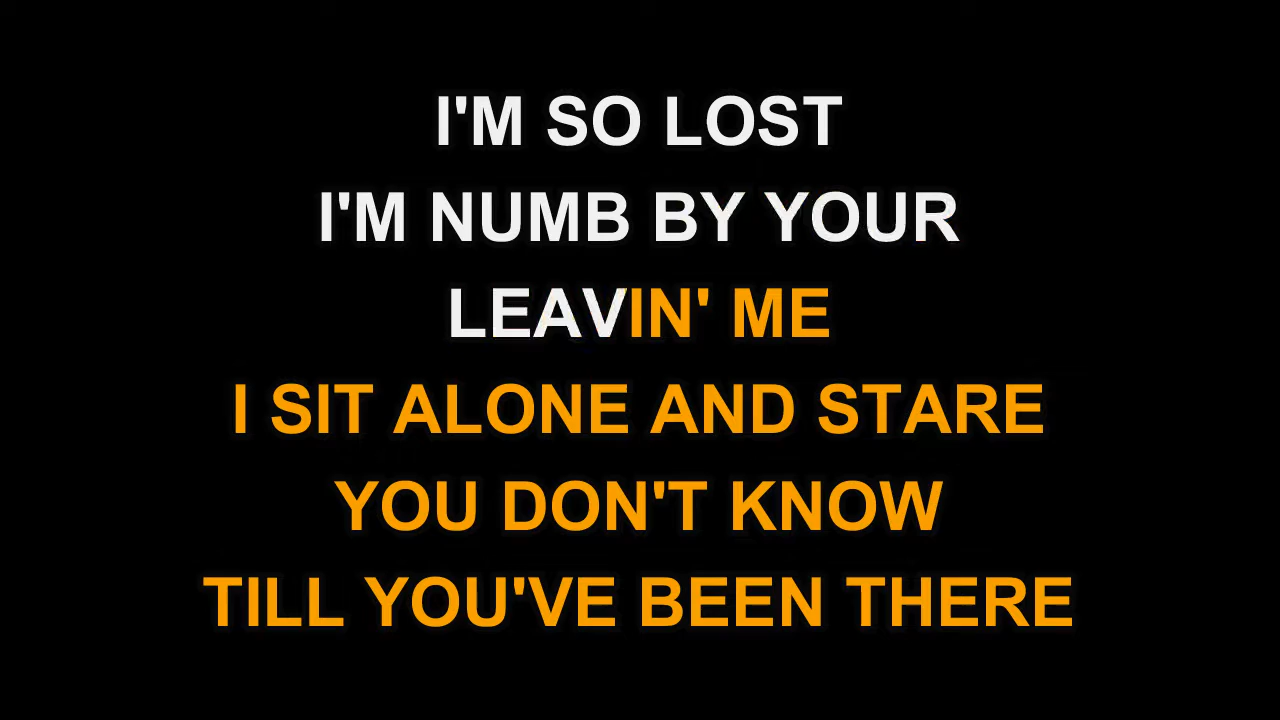 I'M SO LOST
I'M NUMB BY YOUR
LEAVIN' ME
I SIT ALONE AND STARE
YOU DON'T KNOW
TILL YOU'VE BEEN THERE